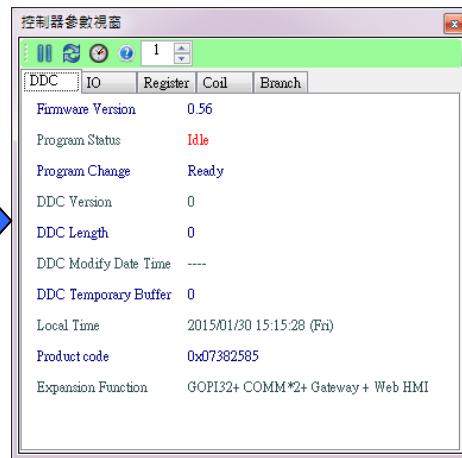 控制器參數視窗
1
DDC IO Register Coil Branch
Firmware Version 0.56
Program Status Idle
Program Change Ready
DDC Version 0
DDC Length 0
DDC Modify Date Time ----
DDC Temporary Buffer 0
Local Time 2015/01/30 15:15:28 (Fri)
Product code 0x07382585
Expansion Function GOPI32+ COMM*2+ Gateway + Web HMI